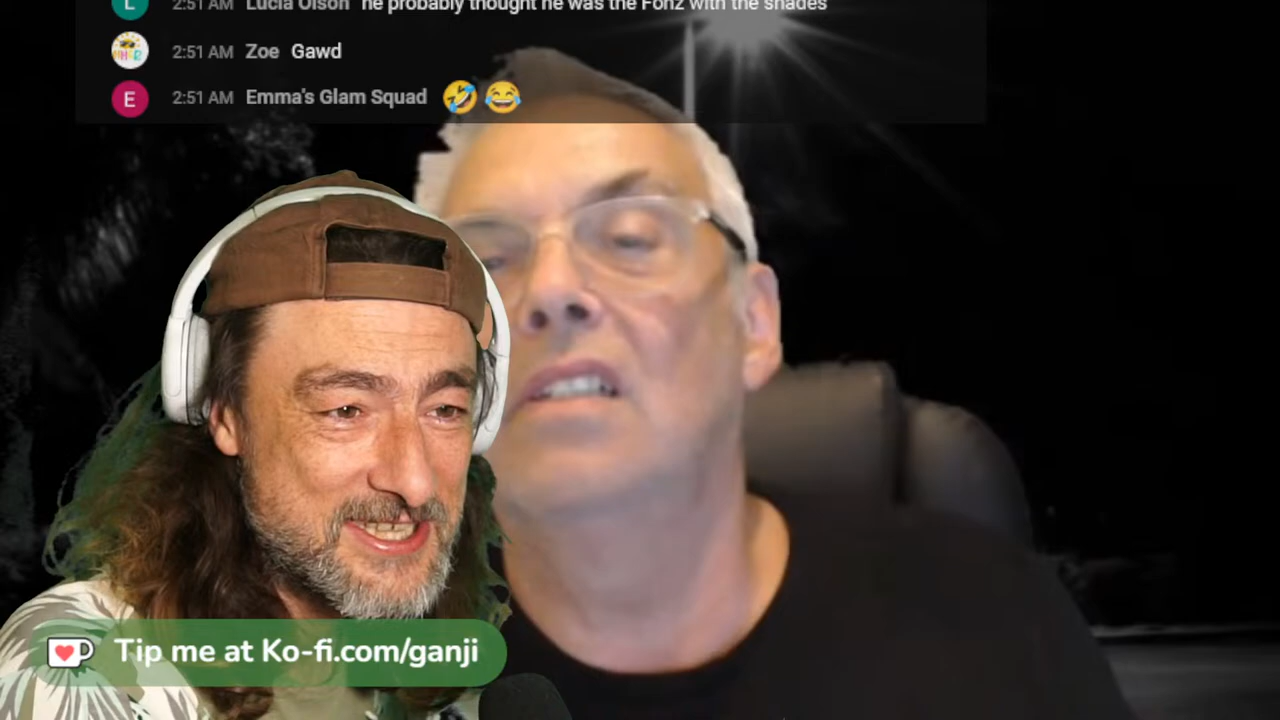 L 2:51 AM Lucia Olson he probably thought he was the Fonz with the shades
2:51 AM Zoe Gawd
E 2:51 AM Emma's Glam Squad 🤣 😂
Tip me at Ko-fi.com/ganji